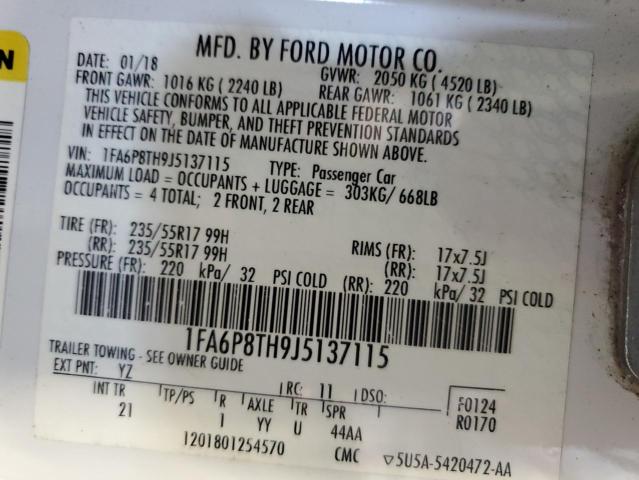 N
MFD. BY FORD MOTOR CO.
DATE: 01/18 GVWR: 2050 KG ( 4520 LB)
FRONT GAWR: 1016 KG ( 2240 LB) REAR GAWR: 1061 KG ( 2340 LB)
THIS VEHICLE CONFORMS TO ALL APPLICABLE FEDERAL MOTOR
VEHICLE SAFETY, BUMPER, AND THEFT PREVENTION STANDARDS
IN EFFECT ON THE DATE OF MANUFACTURE SHOWN ABOVE.
VIN: 1FA6P8TH9J5137115 TYPE: Passenger Car
MAXIMUM LOAD = OCCUPANTS + LUGGAGE = 303KG/ 668LB
OCCUPANTS = 4 TOTAL; 2 FRONT, 2 REAR
TIRE (FR): 235/55R17 99H RIMS (FR): 17x7.5J
(RR): 235/55R17 99H (RR): 17x7.5J
PRESSURE (FR): 220 kPa/ 32 PSI COLD (RR): 220 kPa/ 32 PSI COLD
1FA6P8TH9J5137115
TRAILER TOWING - SEE OWNER GUIDE
EXT PNT: YZ RC: 11 DSO: F0124
INT TR TP/PS R AXLE TR SPR R0170
21 I YY U 44AA
1201801254570 CMC ▽5U5A-5420472-AA